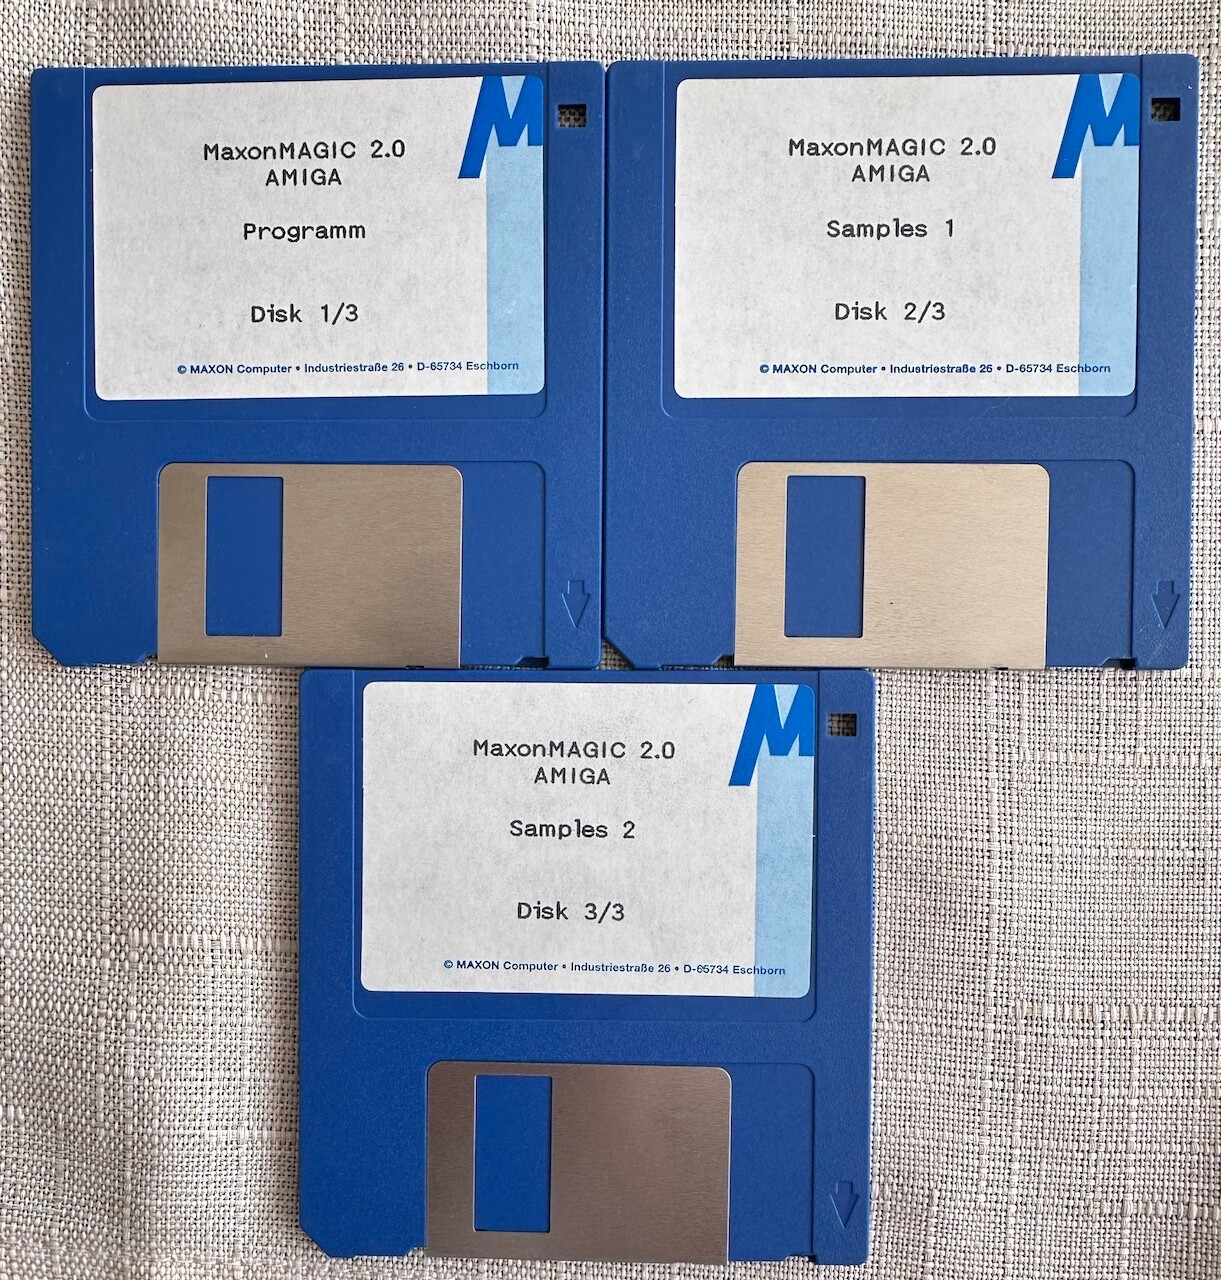 MaxonMAGIC 2.0
AMIGA
Programm
Disk 1/3
© MAXON Computer • Industriestraße 26 • D-65734 Eschborn
MaxonMAGIC 2.0
AMIGA
Samples 1
Disk 2/3
© MAXON Computer • Industriestraße 26 • D-65734 Eschborn
MaxonMAGIC 2.0
AMIGA
Samples 2
Disk 3/3
© MAXON Computer • Industriestraße 26 • D-65734 Eschborn